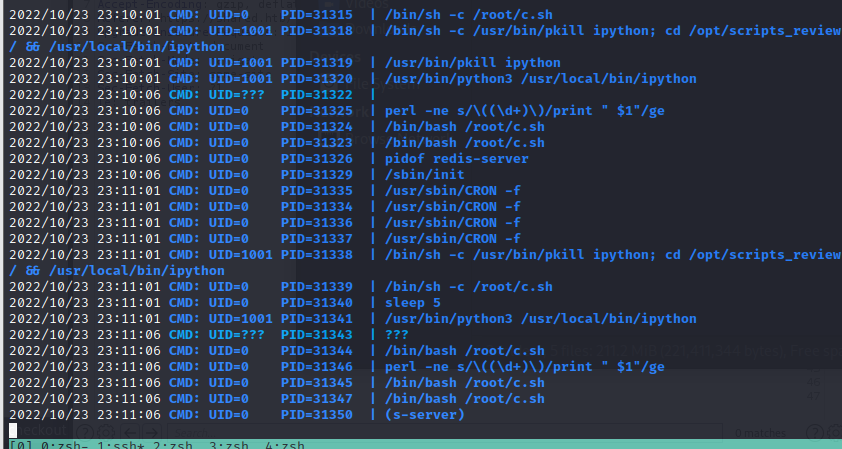 2022/10/23 23:10:01 CMD: UID=0    PID=31315  | /bin/sh -c /root/c.sh
2022/10/23 23:10:01 CMD: UID=1001 PID=31318  | /bin/sh -c /usr/bin/pkill ipython; cd /opt/scripts_review
/ && /usr/local/bin/ipython
2022/10/23 23:10:01 CMD: UID=1001 PID=31319  | /usr/bin/pkill ipython
2022/10/23 23:10:01 CMD: UID=1001 PID=31320  | /usr/bin/python3 /usr/local/bin/ipython
2022/10/23 23:10:06 CMD: UID=???  PID=31322  |
2022/10/23 23:10:06 CMD: UID=0    PID=31325  | perl -ne s/\((\d+)\)/print " $1"/ge
2022/10/23 23:10:06 CMD: UID=0    PID=31324  | /bin/bash /root/c.sh
2022/10/23 23:10:06 CMD: UID=0    PID=31323  | /bin/bash /root/c.sh
2022/10/23 23:10:06 CMD: UID=0    PID=31326  | pidof redis-server
2022/10/23 23:10:06 CMD: UID=0    PID=31329  | /sbin/init
2022/10/23 23:11:01 CMD: UID=0    PID=31335  | /usr/sbin/CRON -f
2022/10/23 23:11:01 CMD: UID=0    PID=31334  | /usr/sbin/CRON -f
2022/10/23 23:11:01 CMD: UID=0    PID=31336  | /usr/sbin/CRON -f
2022/10/23 23:11:01 CMD: UID=0    PID=31337  | /usr/sbin/CRON -f
2022/10/23 23:11:01 CMD: UID=1001 PID=31338  | /bin/sh -c /usr/bin/pkill ipython; cd /opt/scripts_review
/ && /usr/local/bin/ipython
2022/10/23 23:11:01 CMD: UID=0    PID=31339  | /bin/sh -c /root/c.sh
2022/10/23 23:11:01 CMD: UID=0    PID=31340  | sleep 5
2022/10/23 23:11:01 CMD: UID=1001 PID=31341  | /usr/bin/python3 /usr/local/bin/ipython
2022/10/23 23:11:06 CMD: UID=???  PID=31343  | ???
2022/10/23 23:11:06 CMD: UID=0    PID=31344  | /bin/bash /root/c.sh
2022/10/23 23:11:06 CMD: UID=0    PID=31346  | perl -ne s/\((\d+)\)/print " $1"/ge
2022/10/23 23:11:06 CMD: UID=0    PID=31345  | /bin/bash /root/c.sh
2022/10/23 23:11:06 CMD: UID=0    PID=31347  | /bin/bash /root/c.sh
2022/10/23 23:11:06 CMD: UID=0    PID=31350  | (s-server)
0 matches
[0] 0:zsh- 1:ssh* 2:zsh  3:zsh  4:zsh